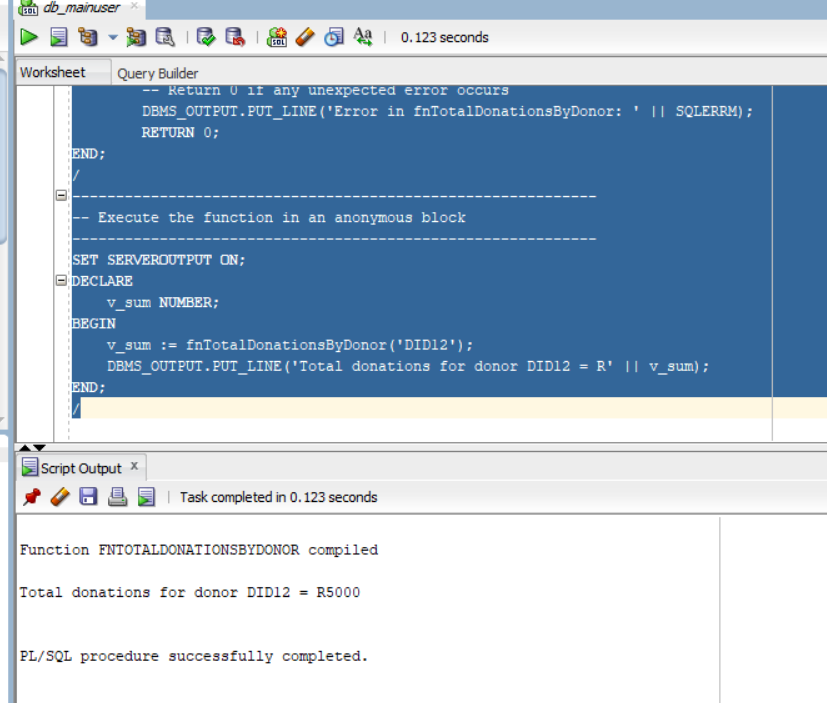 db_mainuser
0.123 seconds
Worksheet Query Builder
-- Return 0 if any unexpected error occurs
DBMS_OUTPUT.PUT_LINE('Error in fnTotalDonationsByDonor: ' || SQLERRM);
RETURN 0;
END;
/
------------------------------------------------------------
-- Execute the function in an anonymous block
------------------------------------------------------------
SET SERVEROUTPUT ON;
DECLARE
v_sum NUMBER;
BEGIN
v_sum := fnTotalDonationsByDonor('DID12');
DBMS_OUTPUT.PUT_LINE('Total donations for donor DID12 = R' || v_sum);
END;
/
Script Output x
Task completed in 0.123 seconds
Function FNTOTALDONATIONSBYDONOR compiled
Total donations for donor DID12 = R5000
PL/SQL procedure successfully completed.